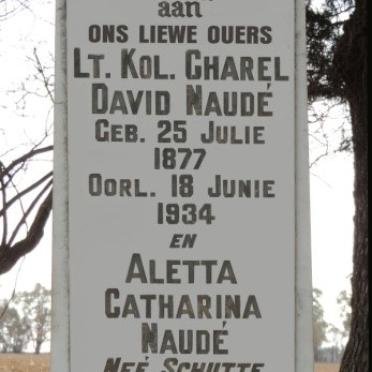 aan
ONS LIEWE OUERS
LT. KOL. CHAREL
DAVID NAUDÉ
GEB. 25 JULIE
1877
OORL. 18 JUNIE
1934
EN
ALETTA
CATHARINA
NAUDÉ
NEÉ SCHUTTE